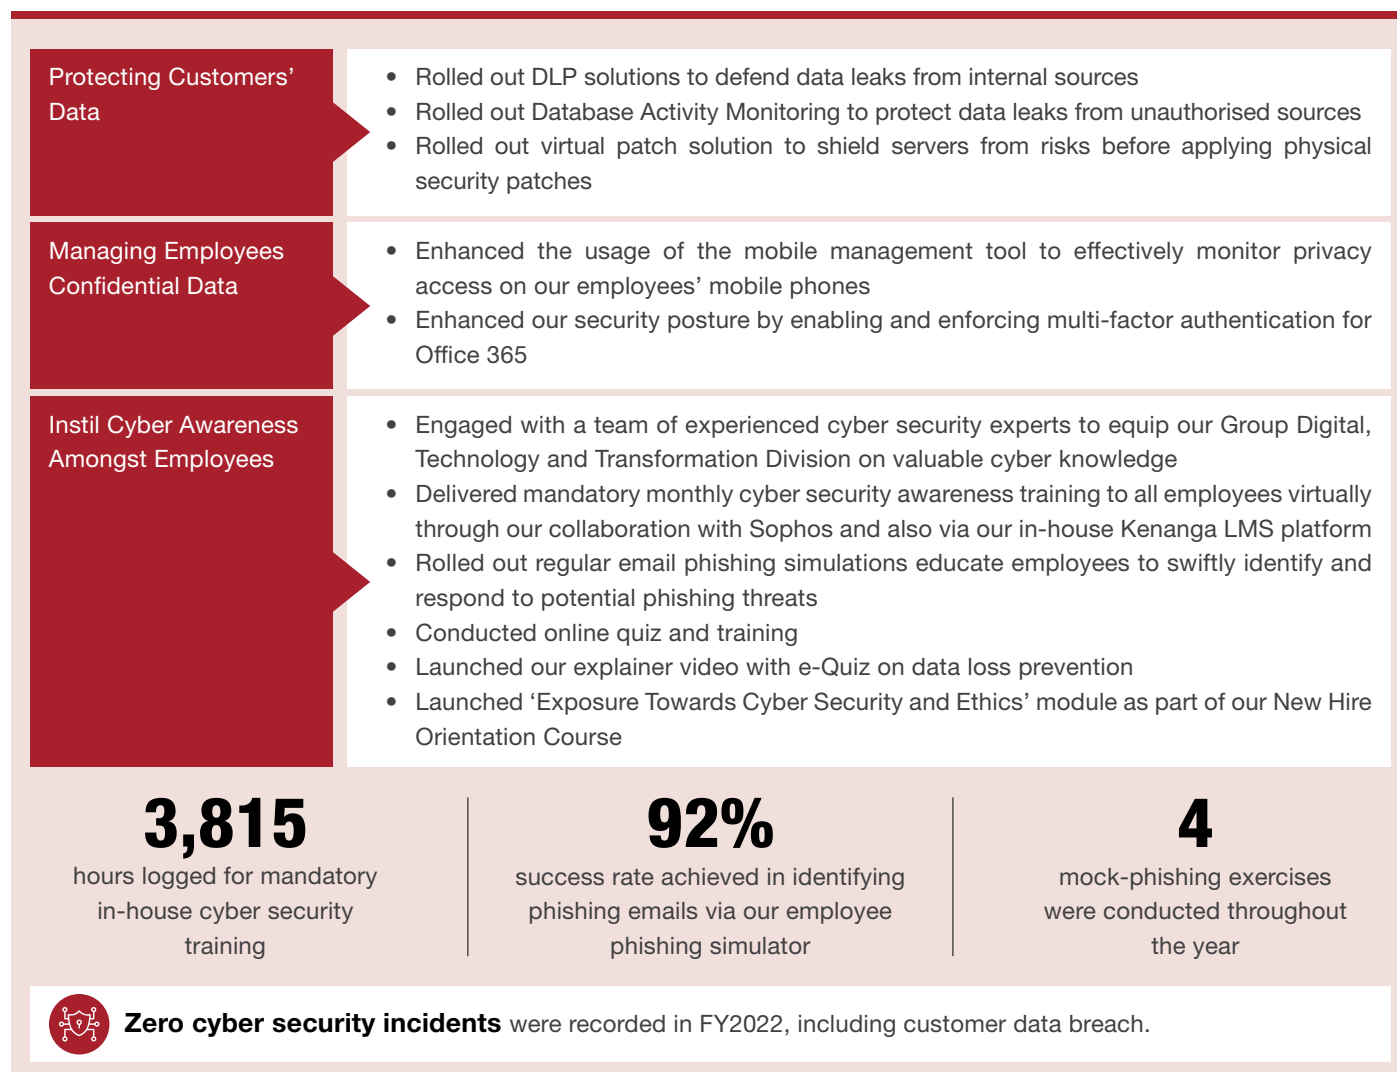 Protecting Customers'
Data
• Rolled out DLP solutions to defend data leaks from internal sources
• Rolled out Database Activity Monitoring to protect data leaks from unauthorised sources
• Rolled out virtual patch solution to shield servers from risks before applying physical
security patches
Managing Employees
Confidential Data
• Enhanced the usage of the mobile management tool to effectively monitor privacy
access on our employees' mobile phones
• Enhanced our security posture by enabling and enforcing multi-factor authentication for
Office 365
Instil Cyber Awareness
Amongst Employees
• Engaged with a team of experienced cyber security experts to equip our Group Digital,
Technology and Transformation Division on valuable cyber knowledge
• Delivered mandatory monthly cyber security awareness training to all employees virtually
through our collaboration with Sophos and also via our in-house Kenanga LMS platform
• Rolled out regular email phishing simulations educate employees to swiftly identify and
respond to potential phishing threats
• Conducted online quiz and training
• Launched our explainer video with e-Quiz on data loss prevention
• Launched ‘Exposure Towards Cyber Security and Ethics’ module as part of our New Hire
Orientation Course
3,815
hours logged for mandatory
in-house cyber security
training
92%
success rate achieved in identifying
phishing emails via our employee
phishing simulator
4
mock-phishing exercises
were conducted throughout
the year
Zero cyber security incidents were recorded in FY2022, including customer data breach.